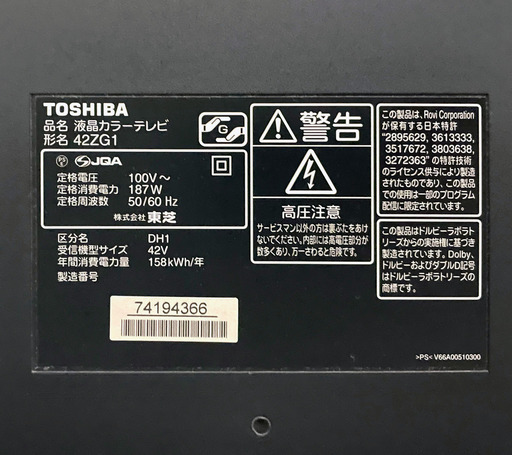 TOSHIBA
品名 液晶カラーテレビ
形名 42ZG1
G
JQA
定格電圧 100V～
定格消費電力 187W
定格周波数 50/60 Hz
株式会社 東芝
区分名 DH1
受信機型サイズ 42V
年間消費電力量 158kWh/年
製造番号
74194366
警告
高圧注意
サービスマン以外の方は裏ぶたをあけ
ないでください。内部には高電圧部分が
数多くあり、万一さわると危険です。
この製品は、Rovi Corporation
が保有する日本特許
"2895629, 3613333,
3517672, 3803638,
3272363" の特許技術
のライセンス供与により製造
されており、この製品
での使用は一部のプログラム
配信に限定されます。
この製品はドルビーラボラト
リーズからの実施権に基づき
製造されています。Dolby、
ドルビー及びダブルD記号
はドルビーラボラトリーズの
商標です。
>PS< V66A00510300